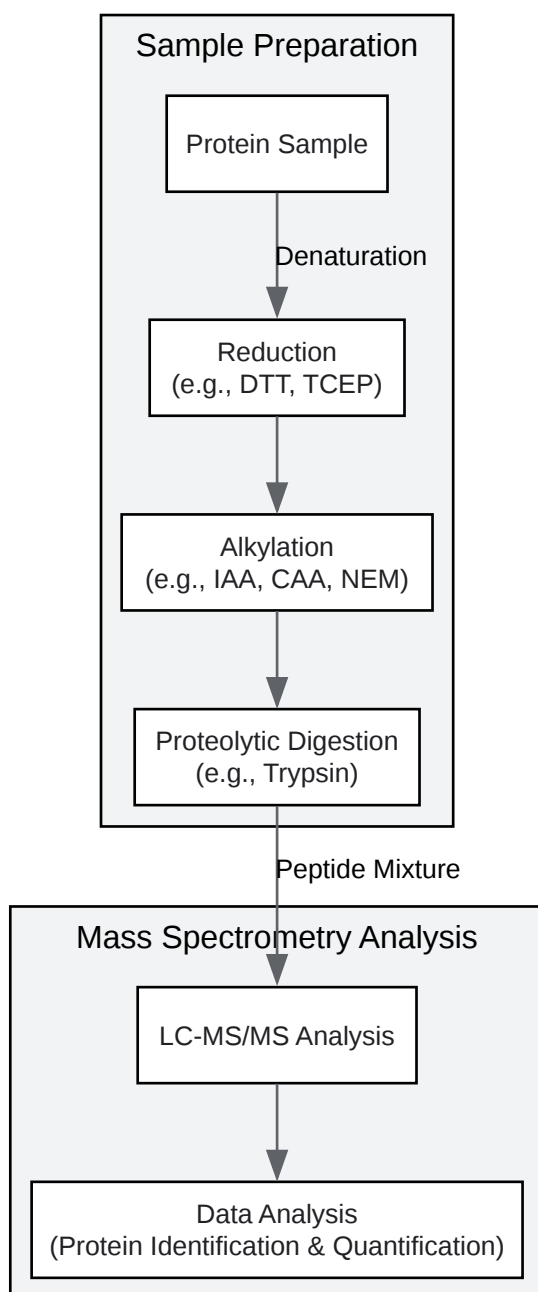 Sample Preparation
Protein Sample
Denaturation
Reduction
(e.g., DTT, TCEP)
Alkylation
(e.g., IAA, CAA, NEM)
Proteolytic Digestion
(e.g., Trypsin)
Peptide Mixture
Mass Spectrometry Analysis
LC-MS/MS Analysis
Data Analysis
(Protein Identification & Quantification)